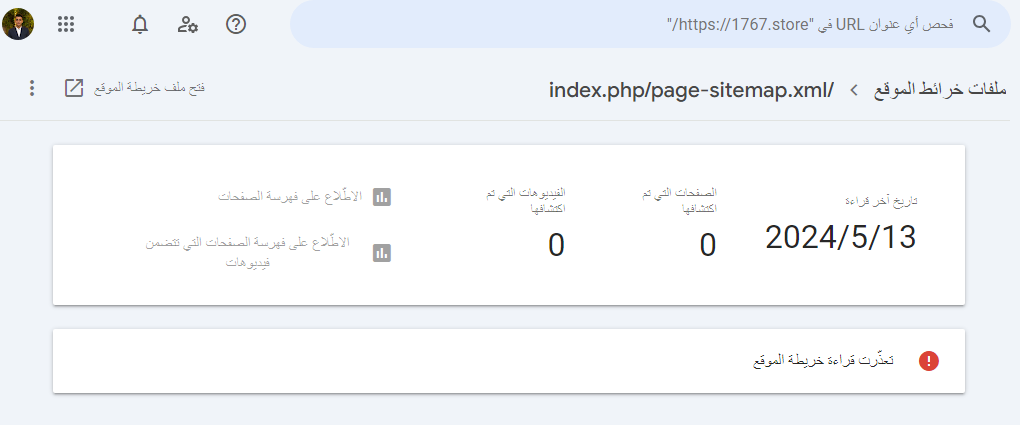 فحص أي عنوان URL في "https://1767.store/"
ملفات خرائط الموقع
/index.php/page-sitemap.xml
فتح ملف خريطة الموقع
تاريخ آخر قراءة
2024/5/13
الصفحات التي تم
اكتشافها
0
الفيديوهات التي تم
اكتشافها
0
الاطّلاع على فهرسة الصفحات
الاطّلاع على فهرسة الصفحات التي تتضمن
فيديوهات
تعذّرت قراءة خريطة الموقع